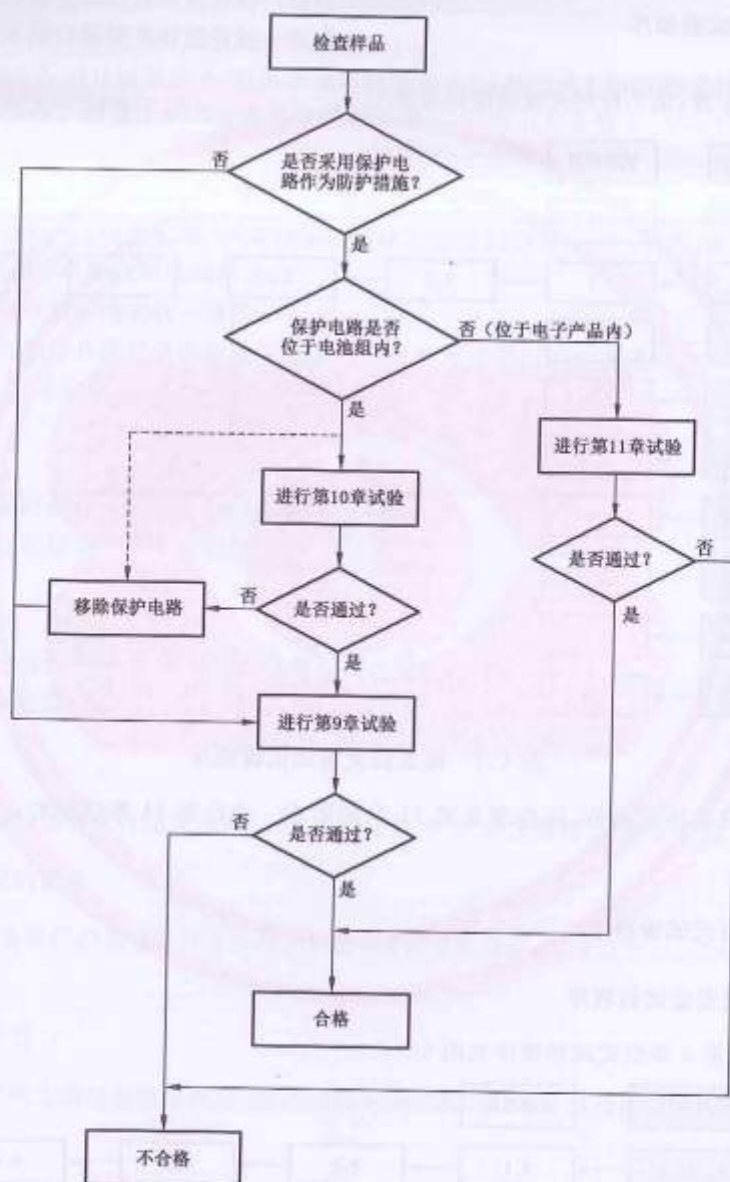 检查样品
否
是否采用保护电
路作为防护措施?
是
保护电路是否
位于电池组内?
否(位于电子产品内)
是
进行第11章试验
进行第10章试验
是否通过?
否
是
移除保护电路
否
是否通过?
是
进行第9章试验
否
是否通过?
是
合格
不合格